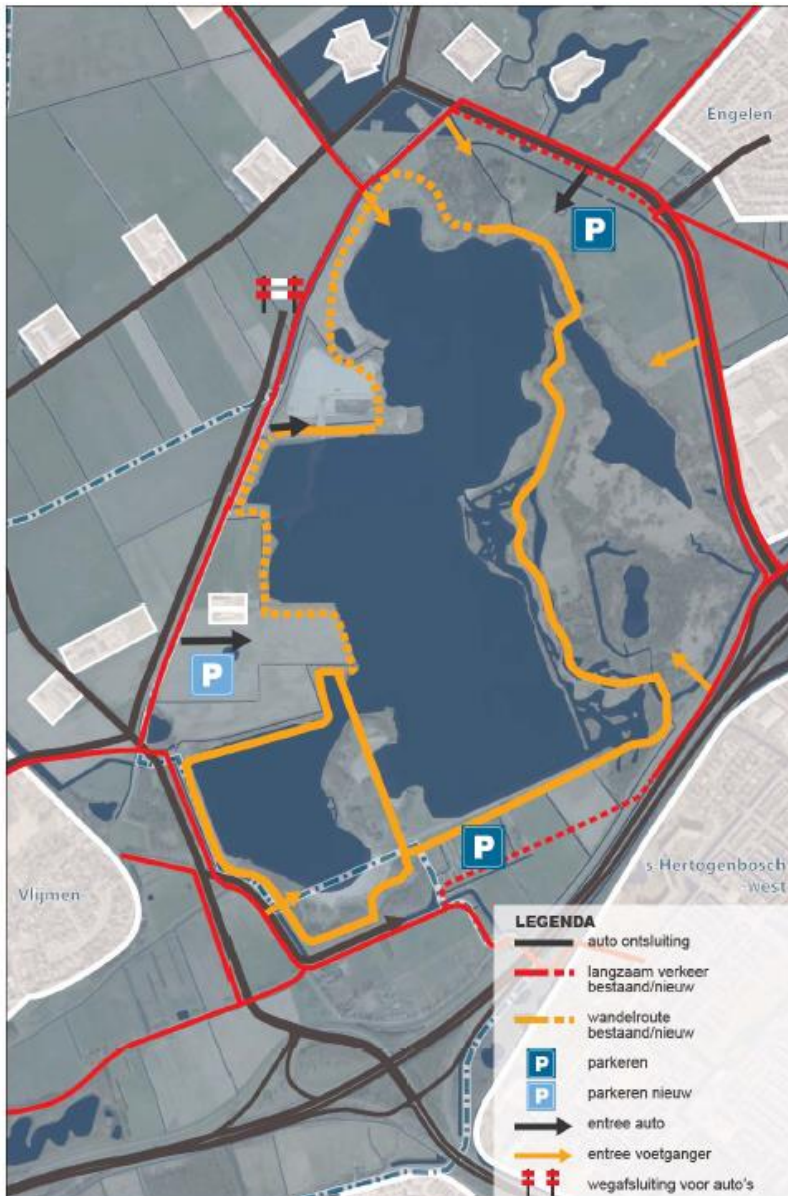 Engelen
P
P
P
Vlijmen
s-Hertogenbosch
-west
LEGENDA
auto ontsluiting
langzaam verkeer
bestaand/nieuw
wandelroute
bestaand/nieuw
P
parkeren
P
parkeren nieuw
entree auto
entree voetganger
wegafsluiting voor auto's